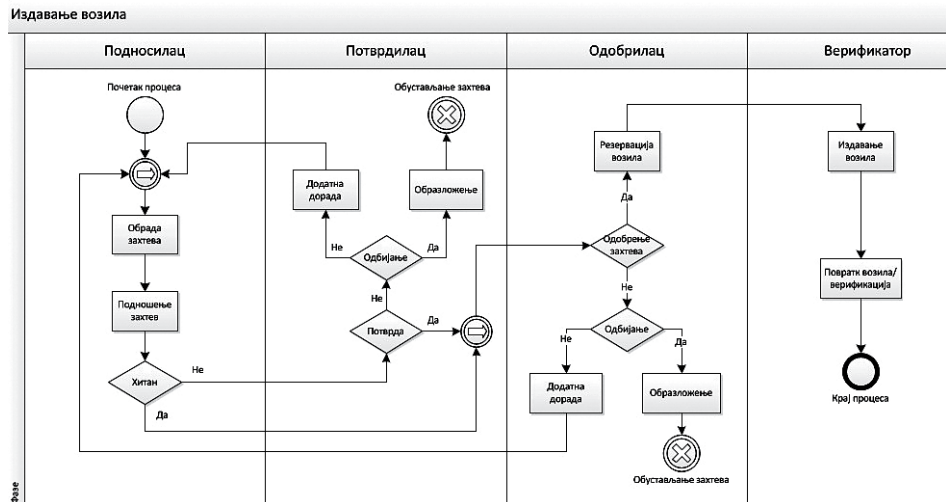 Издавање возила
Подносилац
Потврдилац
Одобрилац
Верификатор
Почетак процеса
Обрада
захтева
Подношење
захтев
Хитан
Не
Да
Обустављање захтева
Додатна
дорада
Образложење
Не
Одбијање
Да
Не
Потврда
Да
Резервација
возила
Да
Одобрење
захтева
Не
Одбијање
Не
Да
Додатна
дорада
Образложење
Обустављање захтева
Издавање
возила
Повратк возила/
верификација
Крај процеса
Фазе